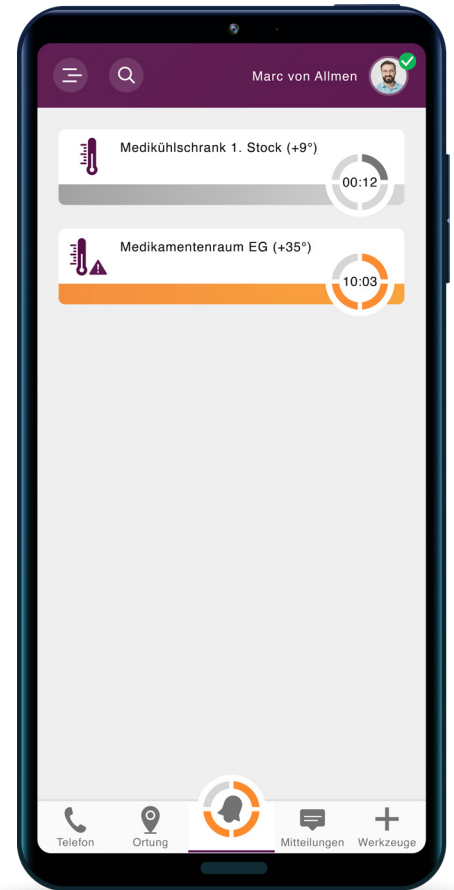 Marc von Allmen
Medikühlschrank 1. Stock (+9°)
00:12
Medikamentenraum EG (+35°)
10:03
Telefon
Ortung
Mitteilungen
Werkzeuge